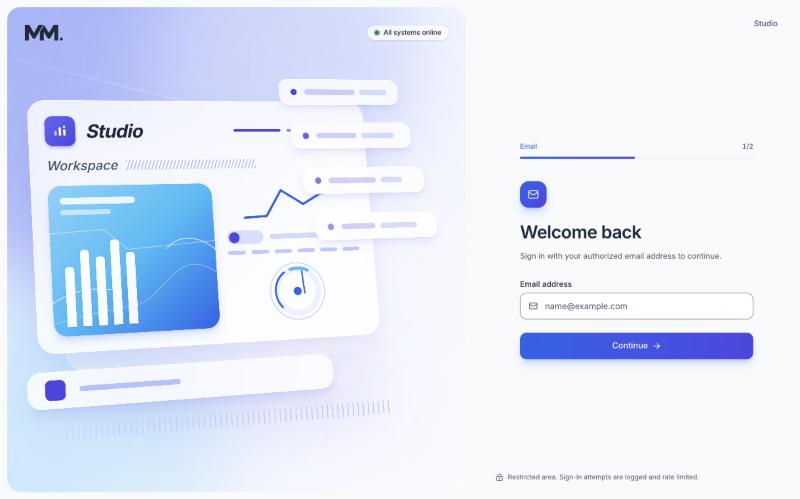 MM.
All systems online
Studio
Studio
Workspace
Email 1/2
Welcome back
Sign in with your authorized email address to continue.
Email address
name@example.com
Continue →
Restricted area. Sign-in attempts are logged and rate limited.